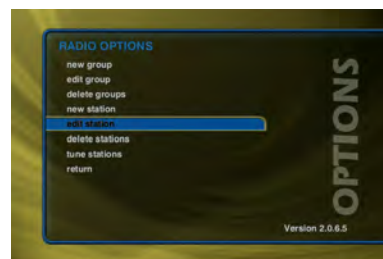 RADIO OPTIONS
new group
edit group
delete groups
new station
edit station
delete stations
tune stations
return
OPTIONS
Version 2.0.6.5